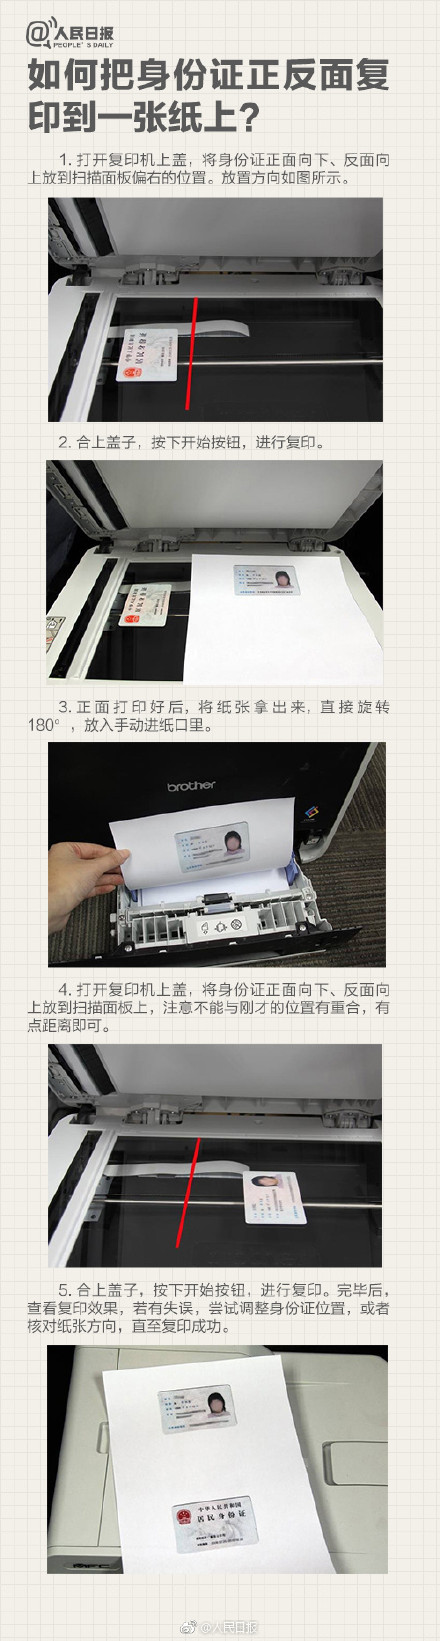 @人民日报
PEOPLE'S DAILY
如何把身份证正反面复
印到一张纸上？
1. 打开复印机上盖，将身份证正面向下、反面向
上放到扫描面板偏右的位置。放置方向如图所示。
2. 合上盖子，按下开始按钮，进行复印。
3. 正面打印好后，将纸张拿出来，直接旋转
180°，放入手动进纸口里。
brother
4. 打开复印机上盖，将身份证正面向下、反面向
上放到扫描面板上，注意不能与刚才的位置有重合，有
点距离即可。
5. 合上盖子，按下开始按钮，进行复印。完毕后，
查看复印效果，若有失误，尝试调整身份证位置，或者
核对纸张方向，直至复印成功。
中华人民共和国
居民身份证
@人民日报